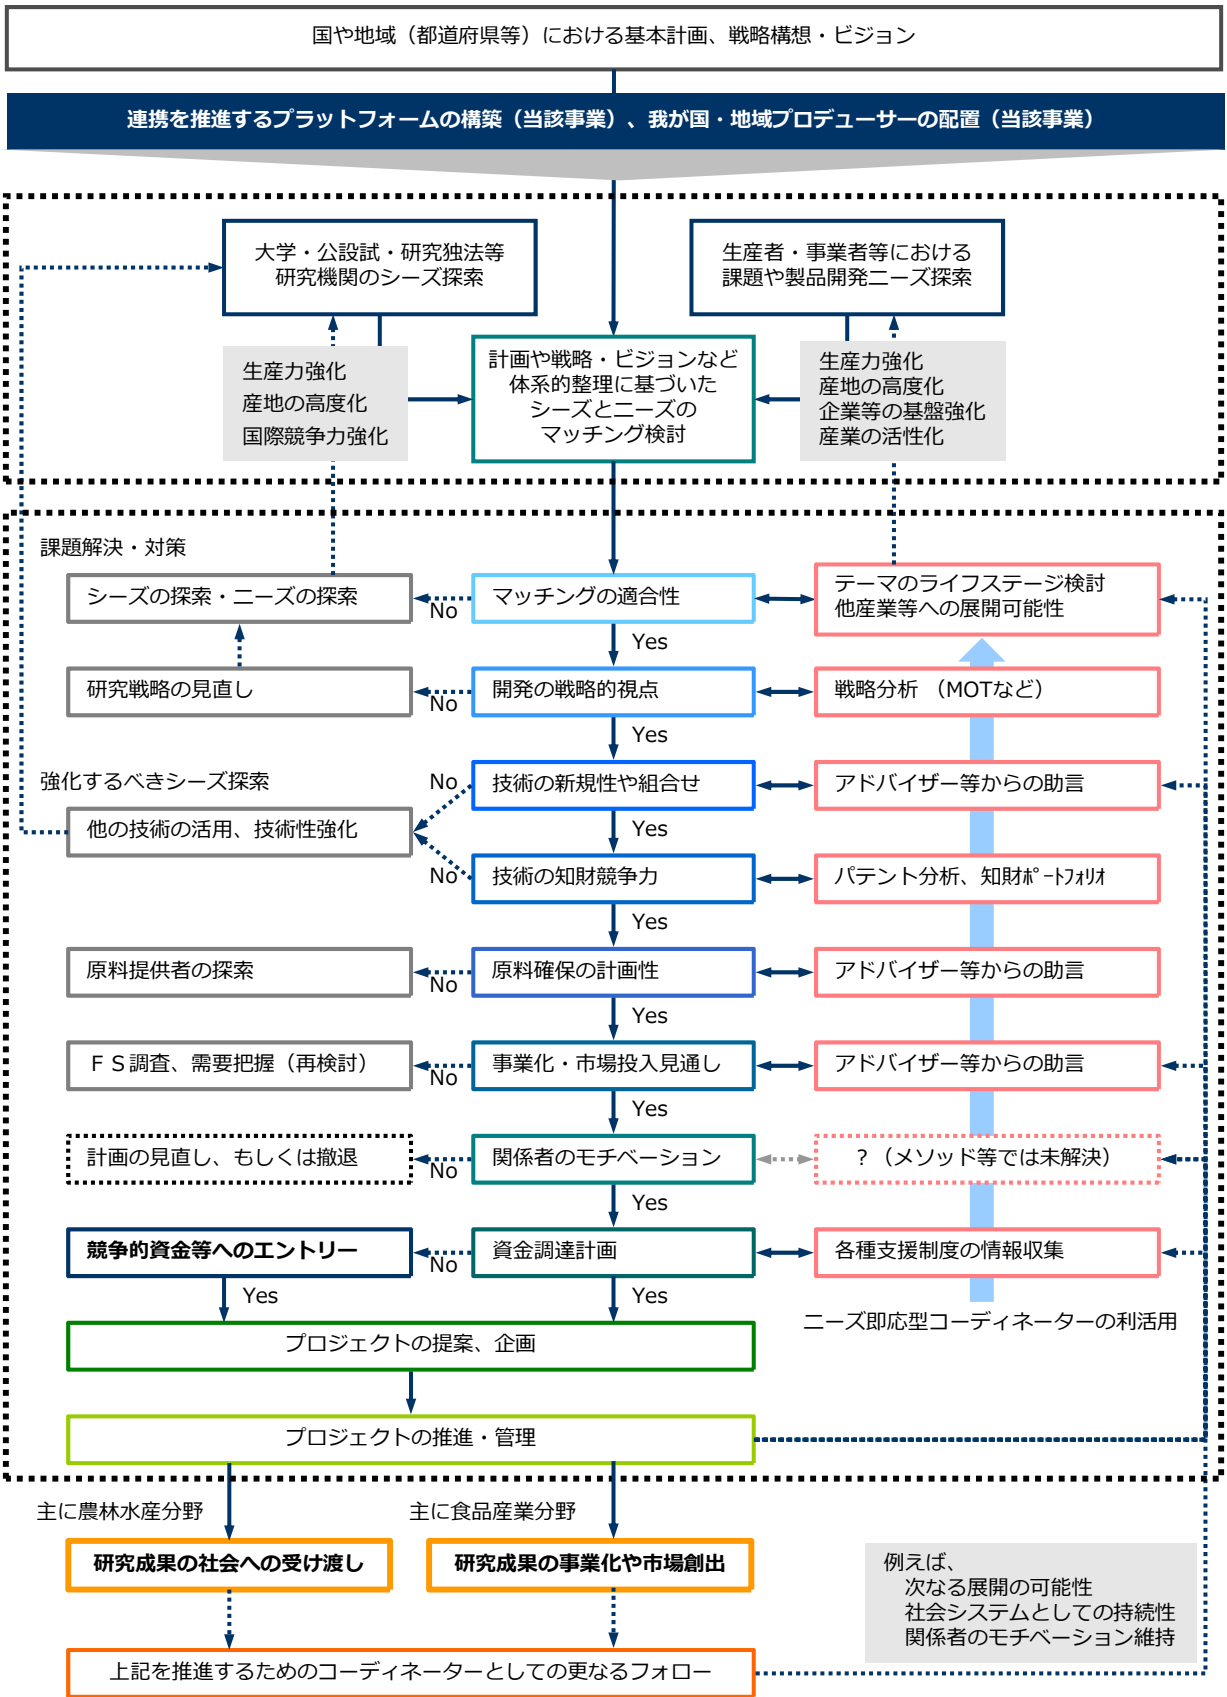 国や地域（都道府県等）における基本計画、戦略構想・ビジョン
連携を推進するプラットフォームの構築（当該事業）、我が国・地域プロデューサーの配置（当該事業）
大学・公設試・研究独法等
研究機関のシーズ探索
生産者・事業者等における
課題や製品開発ニーズ探索
生産力強化
産地の高度化
国際競争力強化
計画や戦略・ビジョンなど
体系的整理に基づいた
シーズとニーズの
マッチング検討
生産力強化
産地の高度化
企業等の基盤強化
産業の活性化
課題解決・対策
シーズの探索・ニーズの探索
No
マッチングの適合性
テーマのライフステージ検討
他産業等への展開可能性
Yes
研究戦略の見直し
No
開発の戦略的視点
戦略分析　（MOTなど）
Yes
強化するべきシーズ探索
No
技術の新規性や組合せ
アドバイザー等からの助言
他の技術の活用、技術性強化
Yes
No
技術の知財競争力
パテント分析、知財ﾎﾟｰﾄﾌｫﾘｵ
Yes
原料提供者の探索
No
原料確保の計画性
アドバイザー等からの助言
Yes
ＦＳ調査、需要把握（再検討）
No
事業化・市場投入見通し
アドバイザー等からの助言
Yes
計画の見直し、もしくは撤退
No
関係者のモチベーション
？（メソッド等では未解決）
Yes
競争的資金等へのエントリー
No
資金調達計画
各種支援制度の情報収集
Yes
Yes
ニーズ即応型コーディネーターの利活用
プロジェクトの提案、企画
プロジェクトの推進・管理
主に農林水産分野
主に食品産業分野
研究成果の社会への受け渡し
研究成果の事業化や市場創出
例えば、
次なる展開の可能性
社会システムとしての持続性
関係者のモチベーション維持
上記を推進するためのコーディネーターとしての更なるフォロー